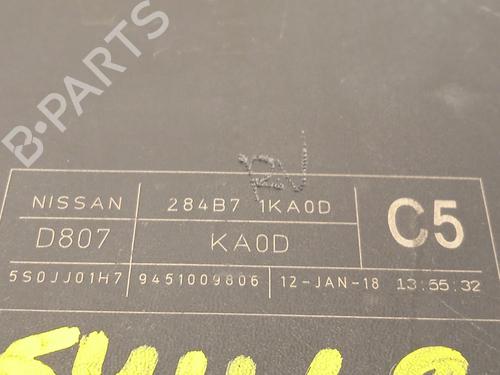 B-PARTS
NISSAN 284B7 1KA0D C5
D807 KA0D
5S0JJ01H7 9451009806 12-JAN-18 13:55:32